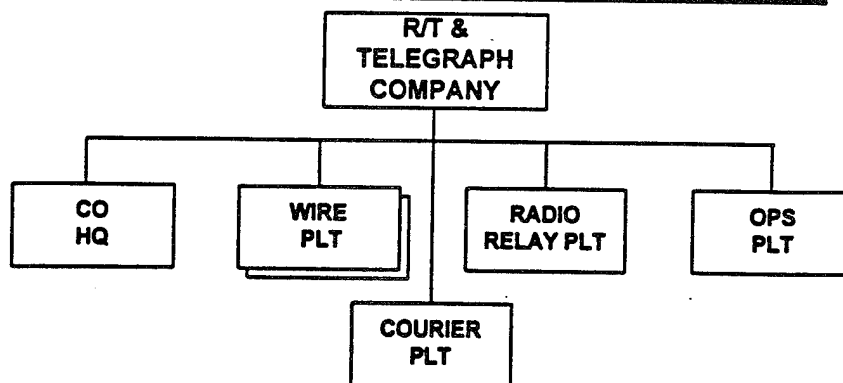 R/T &
TELEGRAPH
COMPANY
CO
HQ
WIRE
PLT
RADIO
RELAY PLT
OPS
PLT
COURIER
PLT